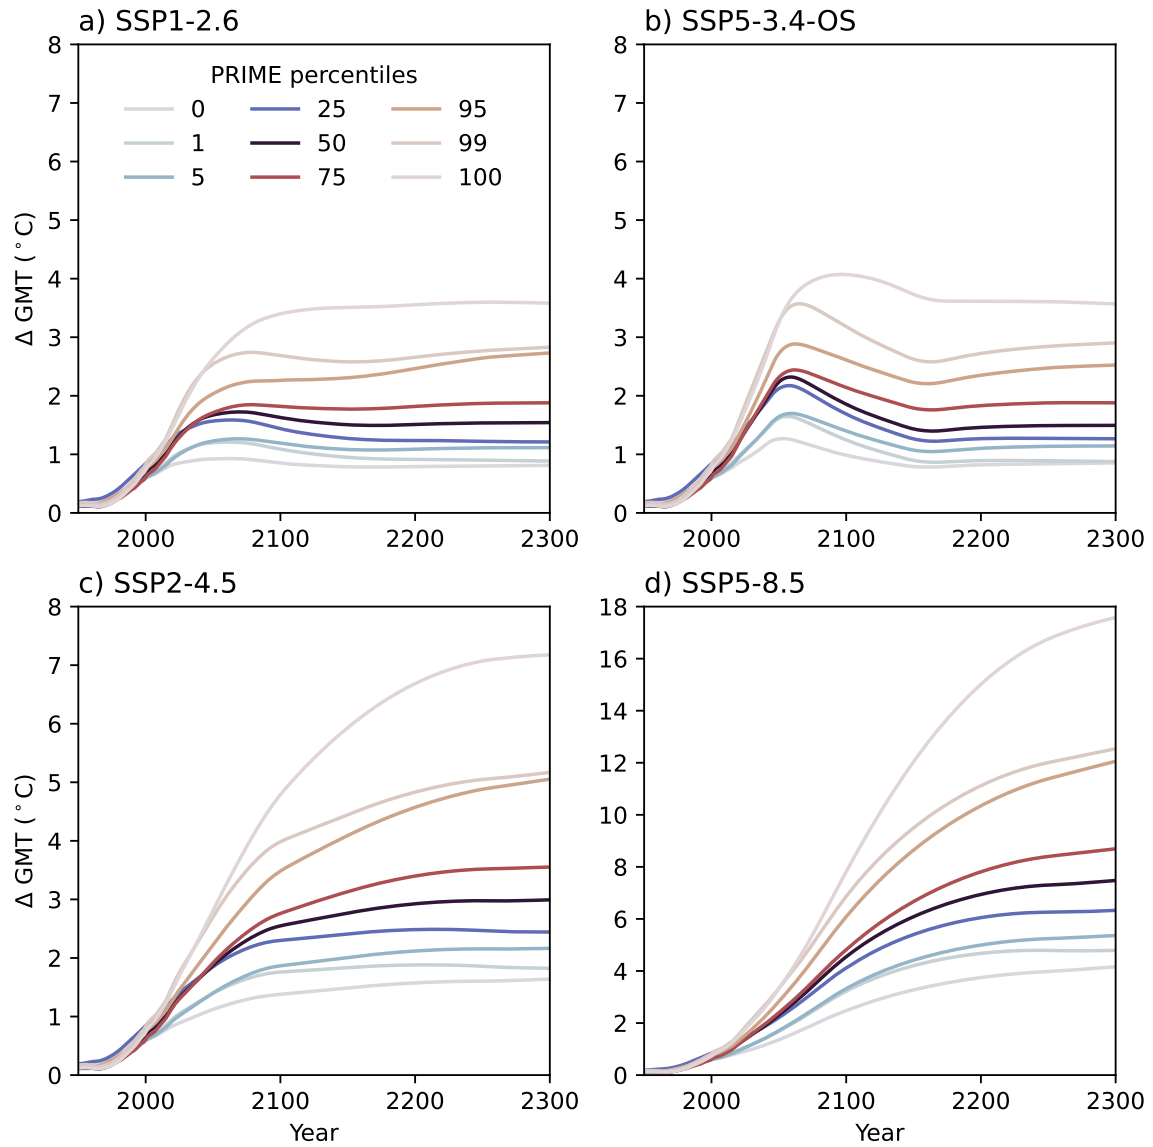 a) SSP1-2.6
b) SSP5-3.4-OS
PRIME percentiles
0 25 95
1 50 99
5 75 100
Δ GMT (°C)
8
7
6
5
4
3
2
1
0
2000 2100 2200 2300
8
7
6
5
4
3
2
1
0
2000 2100 2200 2300
c) SSP2-4.5
d) SSP5-8.5
Δ GMT (°C)
8
7
6
5
4
3
2
1
0
2000 2100 2200 2300
Year
18
16
14
12
10
8
6
4
2
0
2000 2100 2200 2300
Year